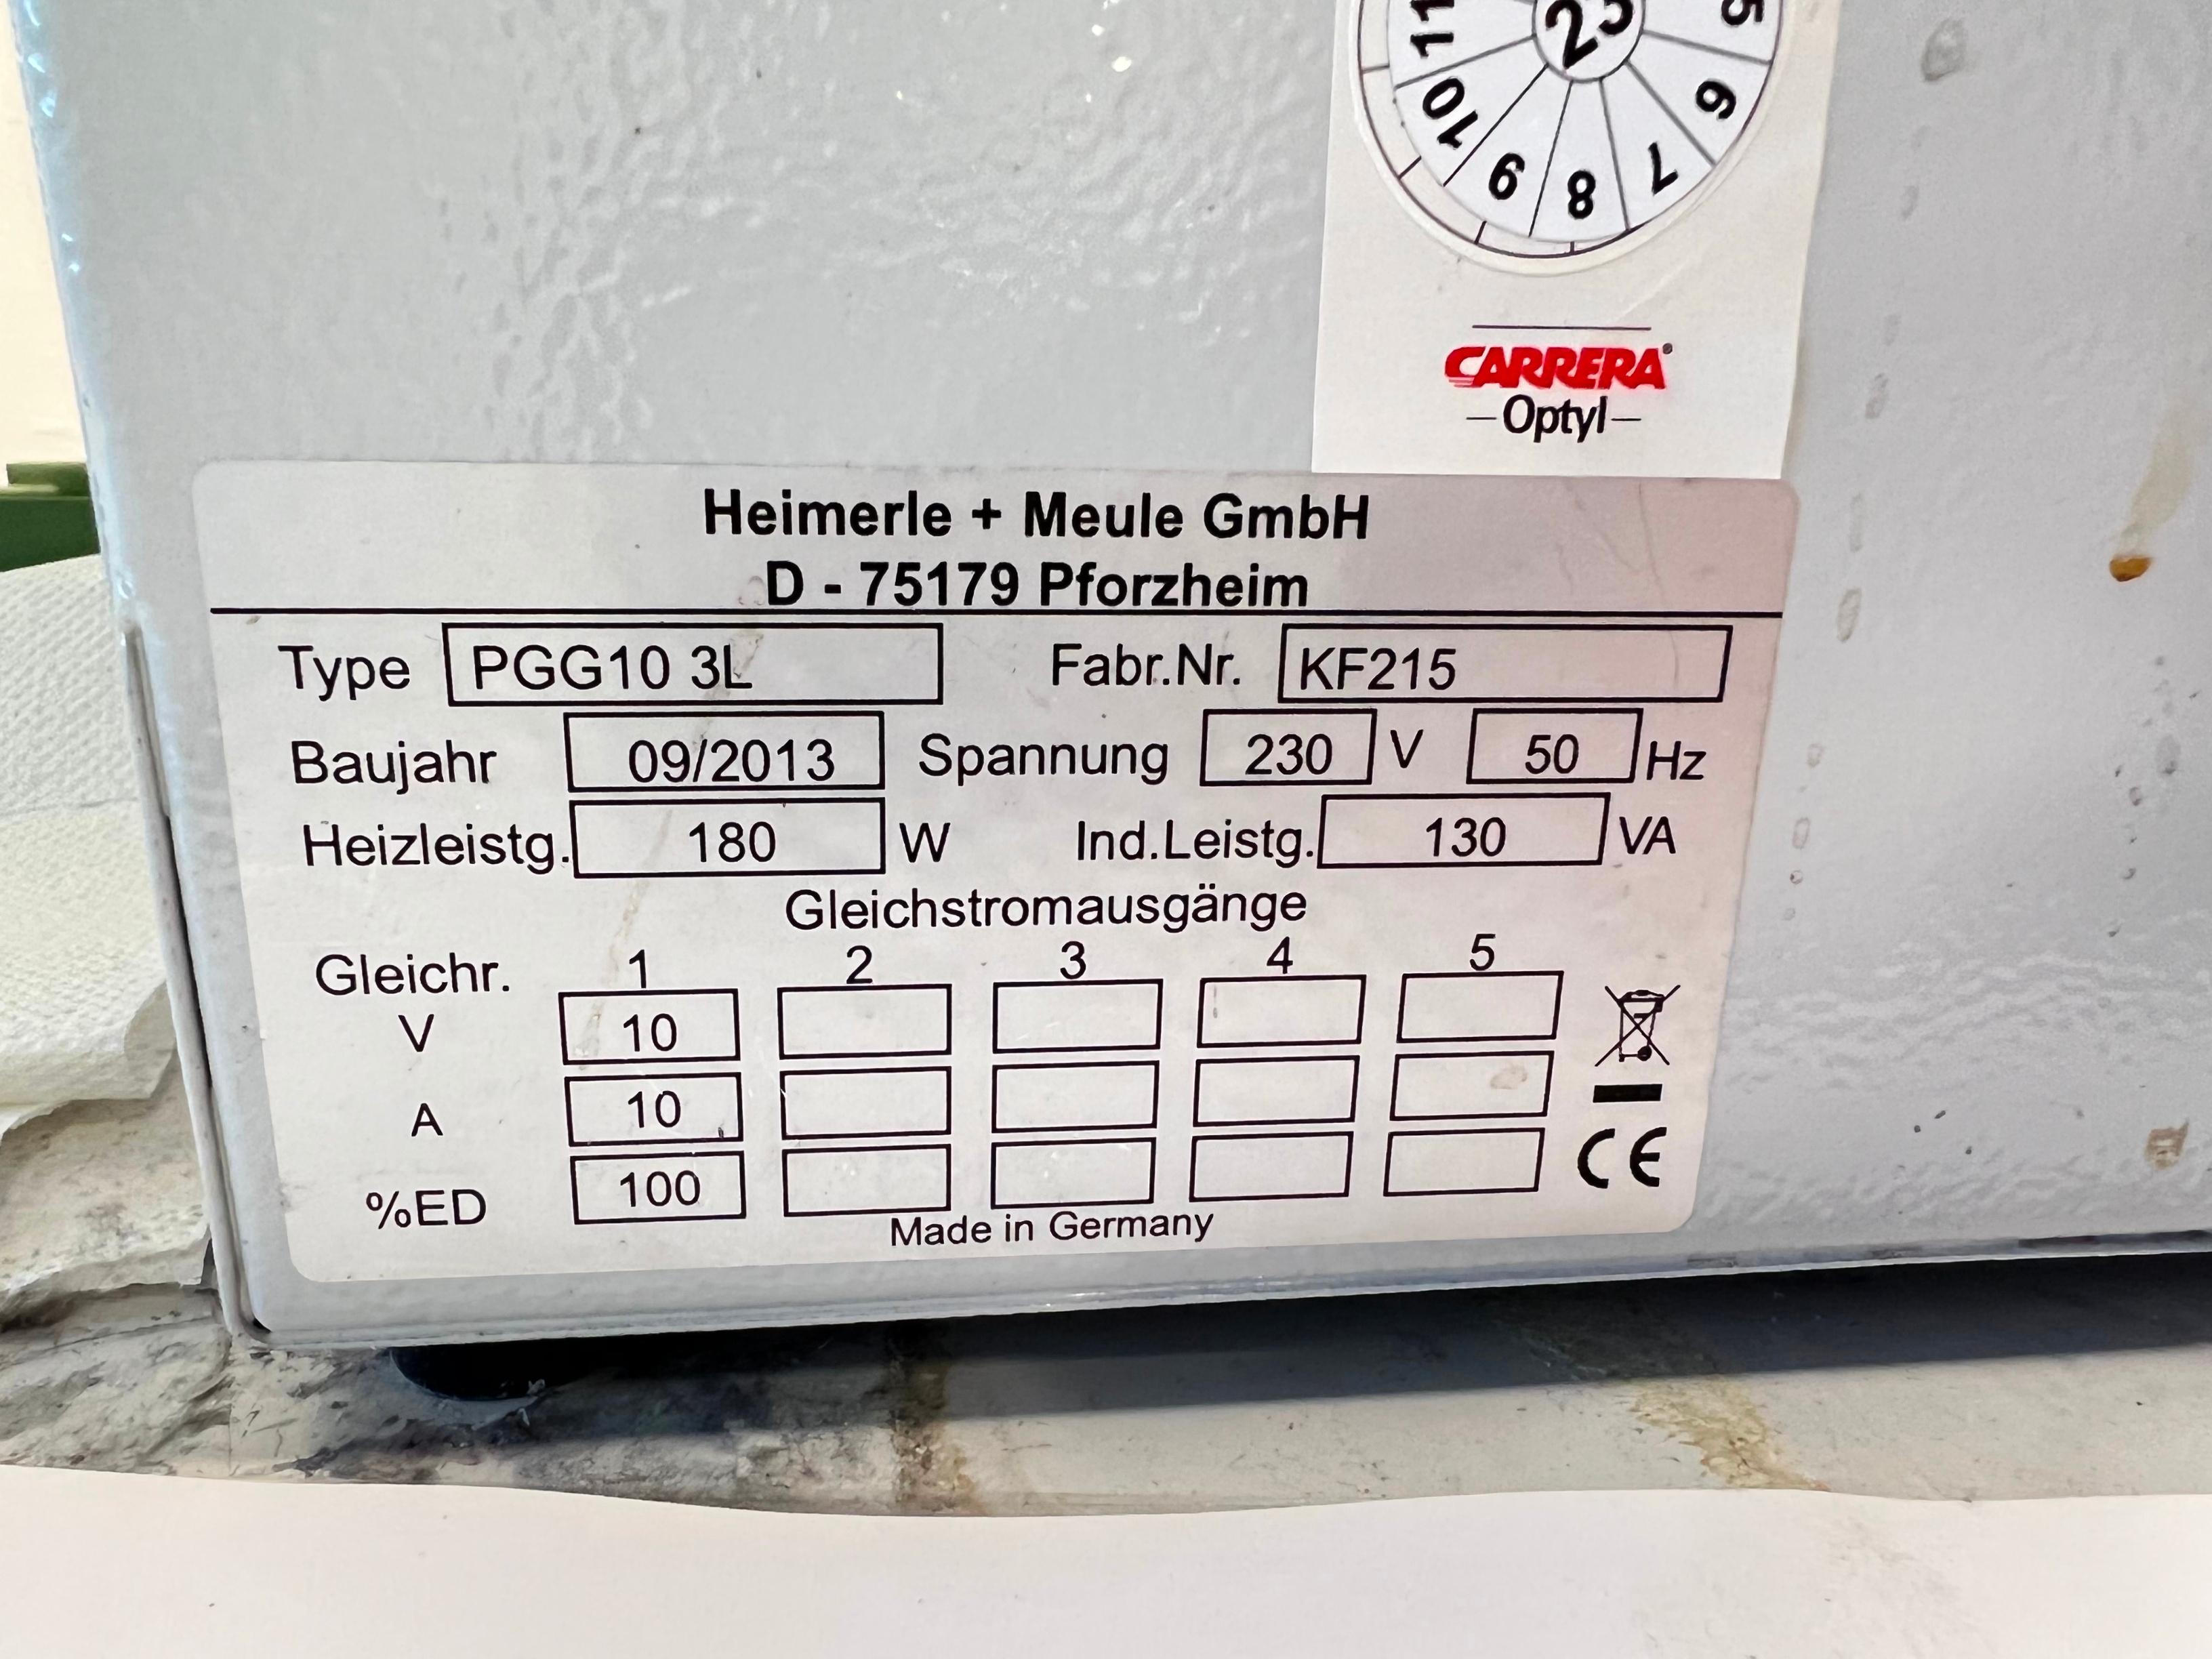 11 10 9 8 7 6 5
CARRERA®
–Optyl–
Heimerle + Meule GmbH
D - 75179 Pforzheim
Type PGG10 3L Fabr.Nr. KF215
Baujahr 09/2013 Spannung 230 V 50 Hz
Heizleistg. 180 W Ind.Leistg. 130 VA
Gleichstromausgänge
Gleichr. 1 2 3 4 5
V 10
A 10
%ED 100
CE
Made in Germany